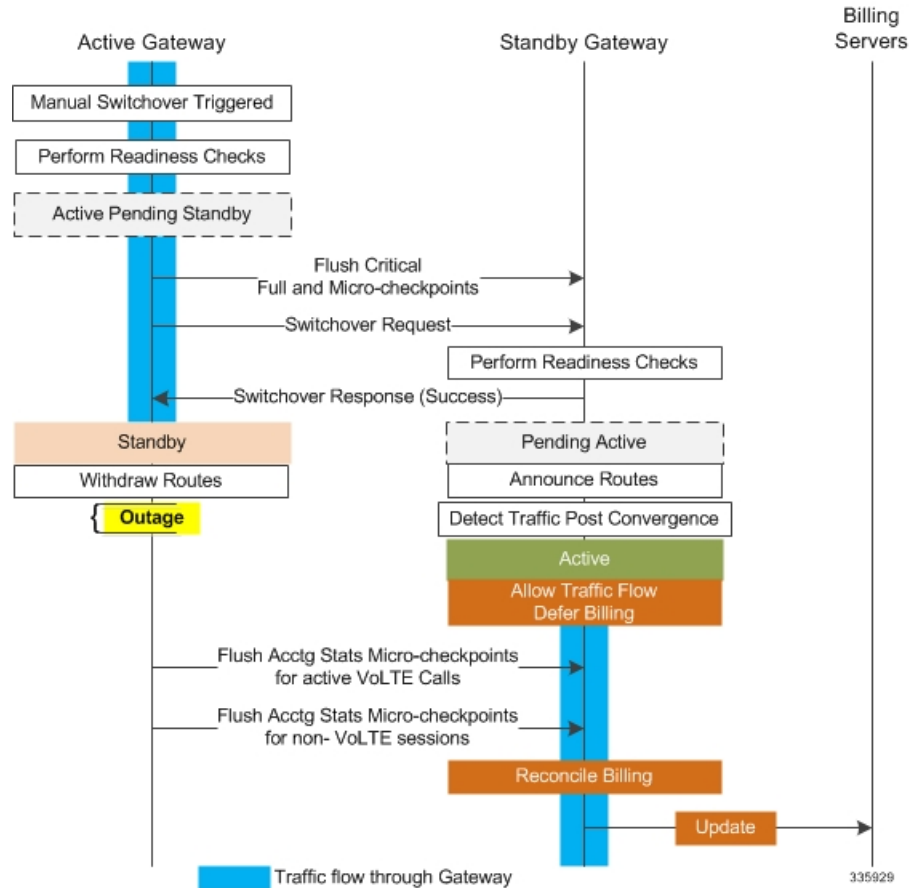 Billing
Servers
Active Gateway
Standby Gateway
Manual Switchover Triggered
Perform Readiness Checks
Active Pending Standby
Flush Critical
Full and Micro-checkpoints
Switchover Request
Perform Readiness Checks
Switchover Response (Success)
Standby
Pending Active
Withdraw Routes
Announce Routes
{ Outage
Detect Traffic Post Convergence
Active
Allow Traffic Flow
Defer Billing
Flush Acctg Stats Micro-checkpoints
for active VoLTE Calls
Flush Acctg Stats Micro-checkpoints
for non- VoLTE sessions
Reconcile Billing
Update
Traffic flow through Gateway
335929